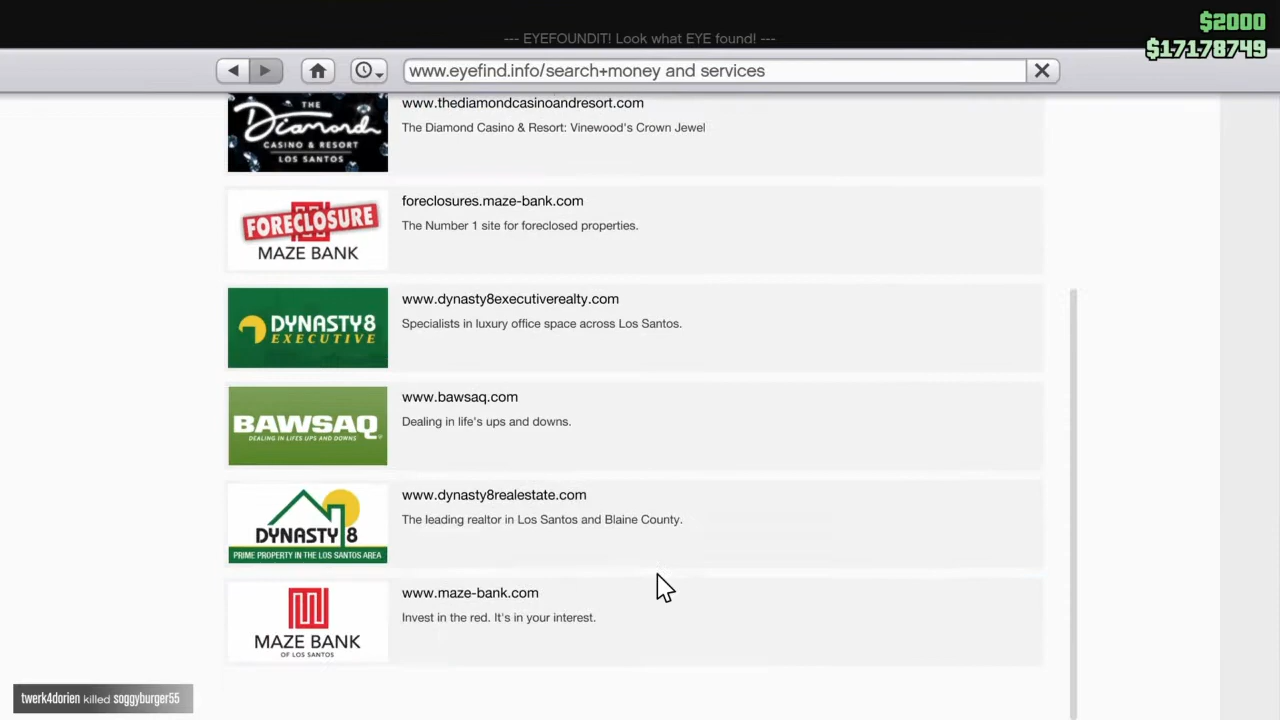 $2000
--- EYEFOUNDIT! Look what EYE found! ---
$17178749
www.eyefind.info/search+money and services
THE
Diamond
CASINO & RESORT
LOS SANTOS
www.thediamondcasinoandresort.com
The Diamond Casino & Resort: Vinewood's Crown Jewel
FORECLOSURE
MAZE BANK
foreclosures.maze-bank.com
The Number 1 site for foreclosed properties.
DYNASTY8
EXECUTIVE
www.dynasty8executiverealty.com
Specialists in luxury office space across Los Santos.
BAWSAQ
DEALING IN LIFE'S UPS AND DOWNS
www.bawsaq.com
Dealing in life's ups and downs.
DYNASTY 8
PRIME PROPERTY IN THE LOS SANTOS AREA
www.dynasty8realestate.com
The leading realtor in Los Santos and Blaine County.
MAZE BANK
OF LOS SANTOS
www.maze-bank.com
Invest in the red. It's in your interest.
twerk4dorien killed soggyburger55